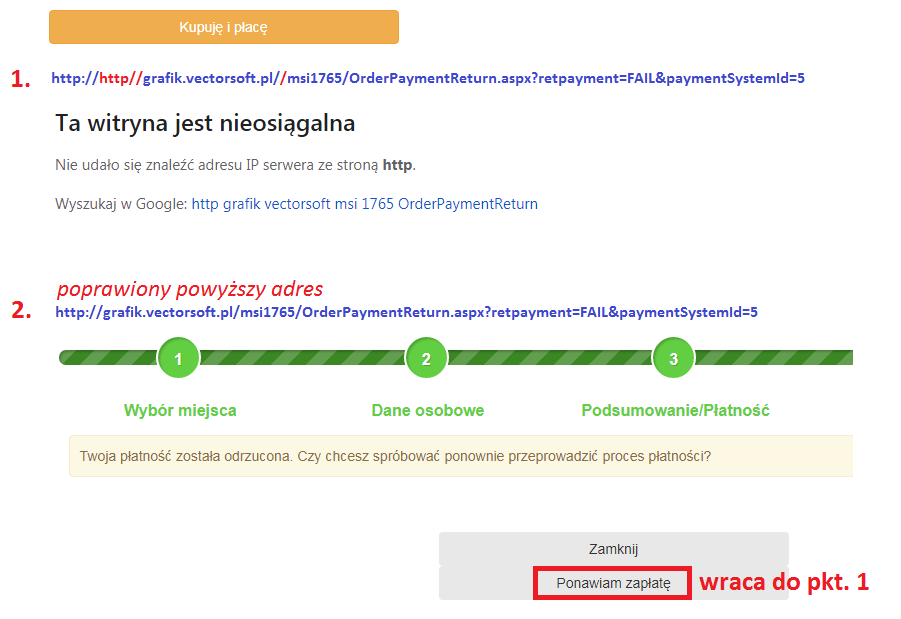 Kupuję i płacę
1. http://http//grafik.vectorsoft.pl//msi1765/OrderPaymentReturn.aspx?retpayment=FAIL&paymentSystemId=5
Ta witryna jest nieosiągalna
Nie udało się znaleźć adresu IP serwera ze stroną http.
Wyszukaj w Google: http grafik vectorsoft msi 1765 OrderPaymentReturn
poprawiony powyższy adres
2. http://grafik.vectorsoft.pl/msi1765/OrderPaymentReturn.aspx?retpayment=FAIL&paymentSystemId=5
1 2 3
Wybór miejsca Dane osobowe Podsumowanie/Płatność
Twoja płatność została odrzucona. Czy chcesz spróbować ponownie przeprowadzić proces płatności?
Zamknij
Ponawiam zapłatę wraca do pkt. 1